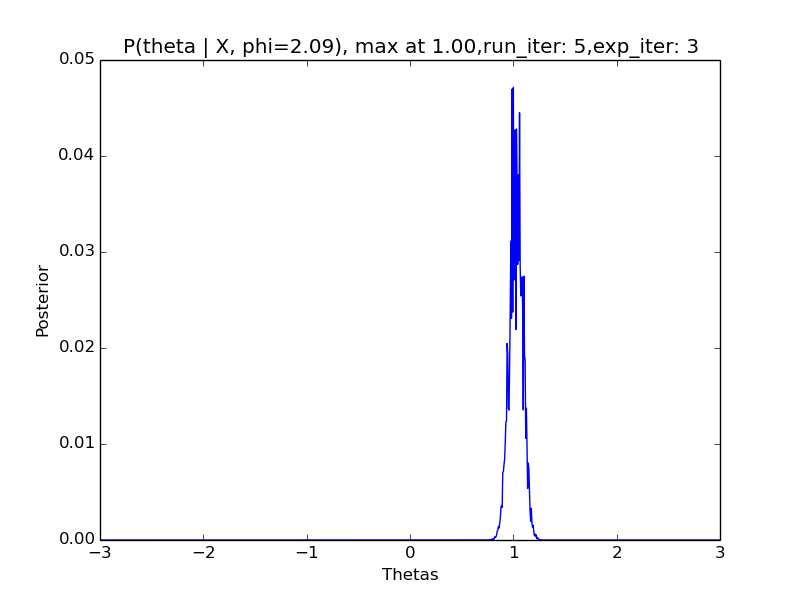 P(theta | X, phi=2.09), max at 1.00,run_iter: 5,exp_iter: 3
0.05
0.04
0.03
0.02
0.01
0.00
Posterior
−3 −2 −1 0 1 2 3
Thetas